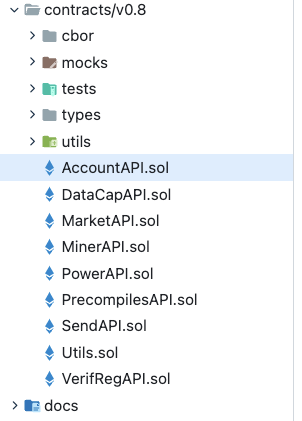 contracts/v0.8
cbor
mocks
tests
types
utils
AccountAPI.sol
DataCapAPI.sol
MarketAPI.sol
MinerAPI.sol
PowerAPI.sol
PrecompilesAPI.sol
SendAPI.sol
Utils.sol
VerifRegAPI.sol
docs